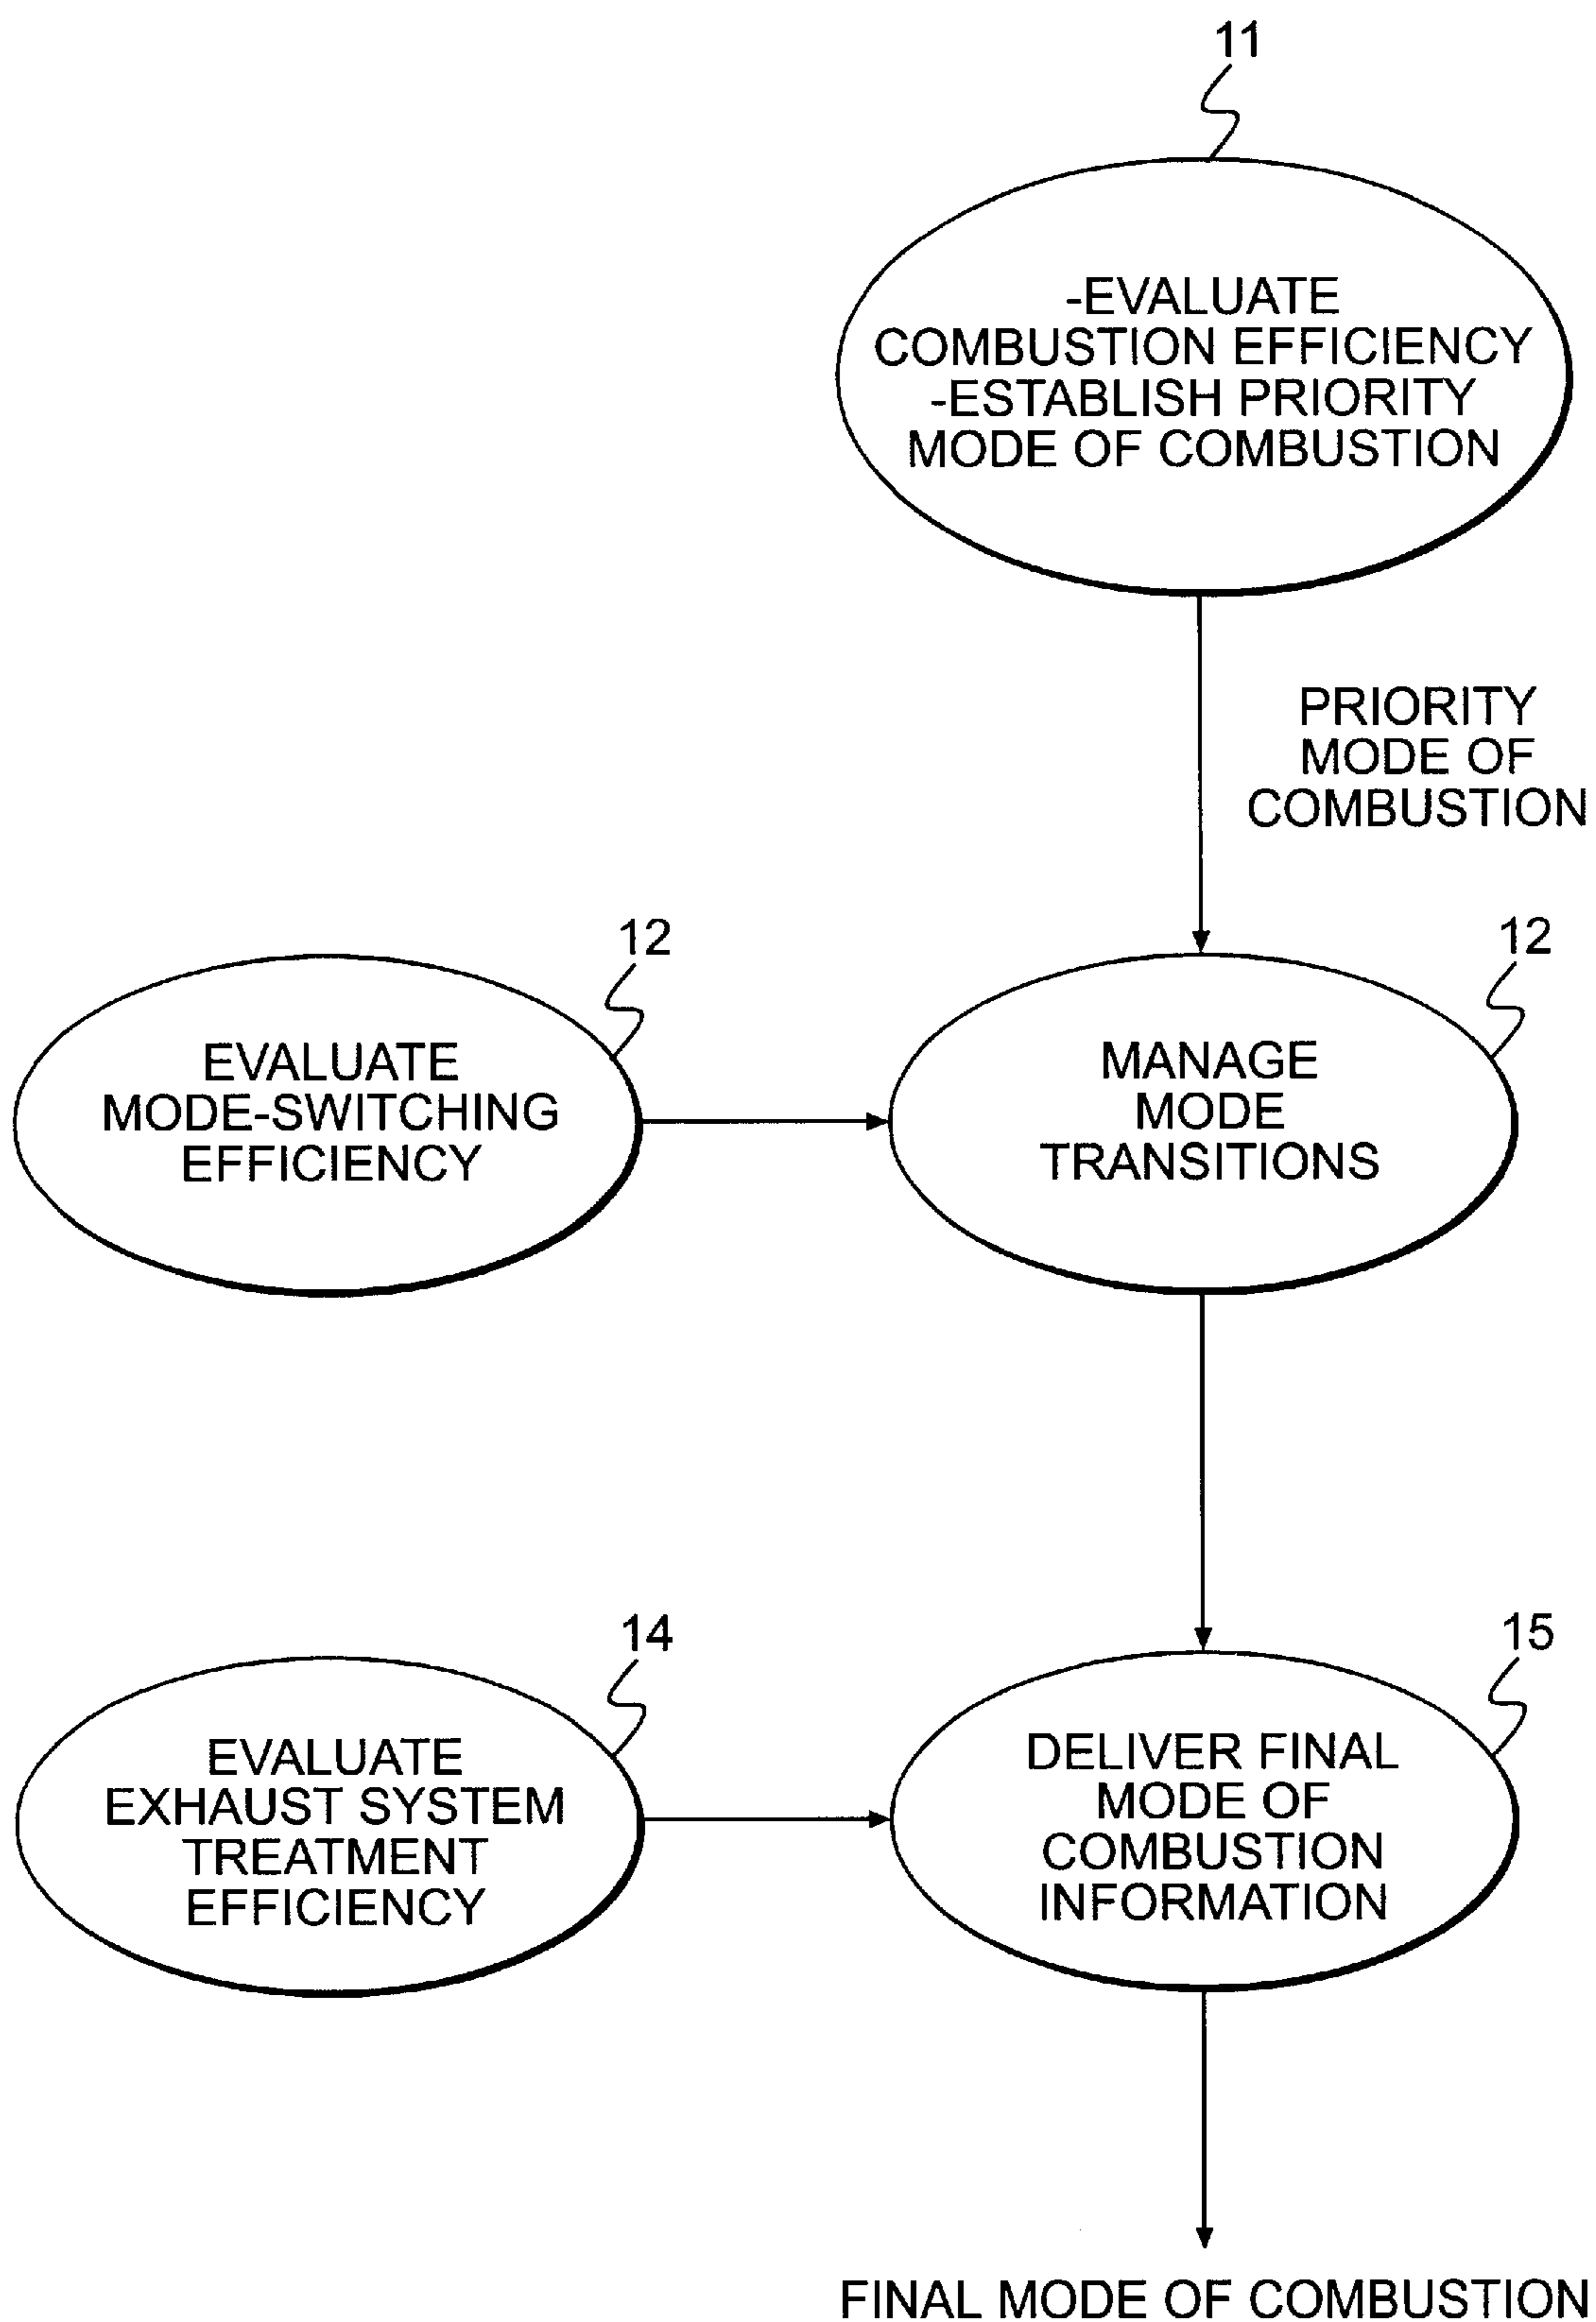 11
-EVALUATE
COMBUSTION EFFICIENCY
-ESTABLISH PRIORITY
MODE OF COMBUSTION
PRIORITY
MODE OF
COMBUSTION
12
EVALUATE
MODE-SWITCHING
EFFICIENCY
12
MANAGE
MODE
TRANSITIONS
14
EVALUATE
EXHAUST SYSTEM
TREATMENT
EFFICIENCY
15
DELIVER FINAL
MODE OF
COMBUSTION
INFORMATION
FINAL MODE OF COMBUSTION